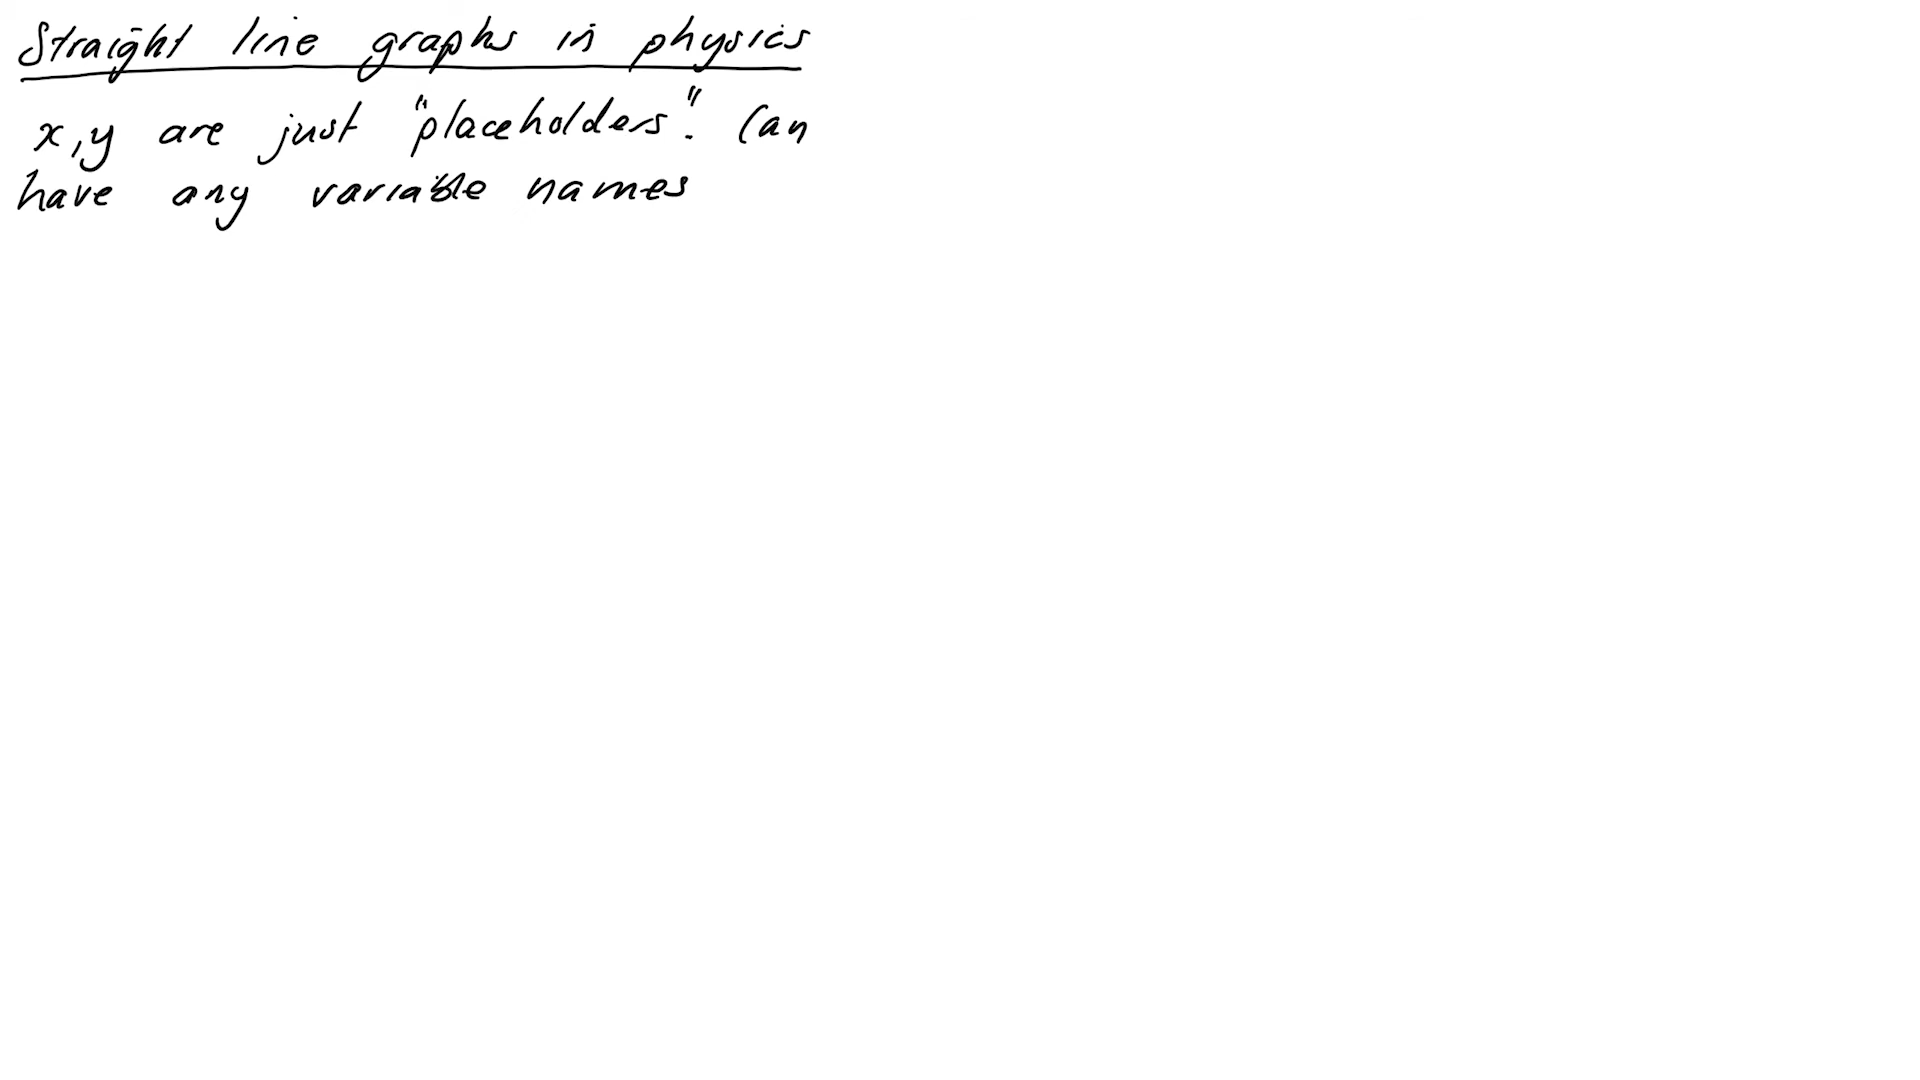 Straight line graphs in physics
x,y are just "placeholders". Can
have any variable names